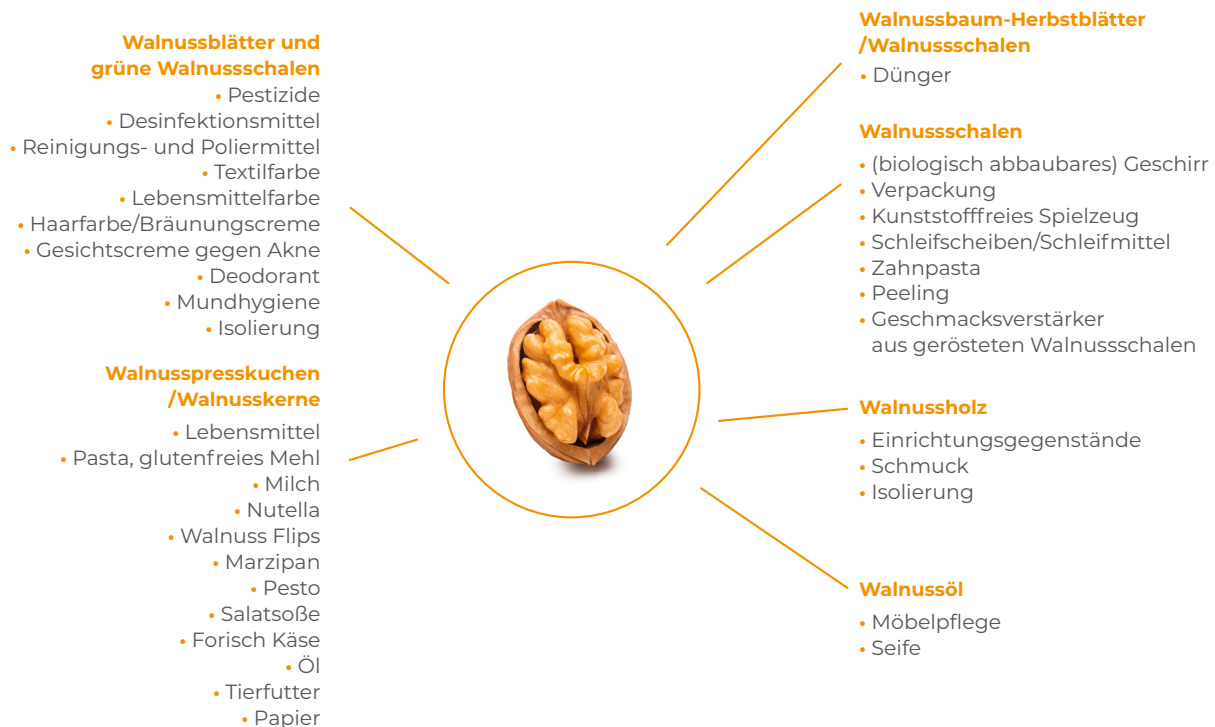 Walnussblätter und
grüne Walnussschalen
• Pestizide
• Desinfektionsmittel
• Reinigungs- und Poliermittel
• Textilfarbe
• Lebensmittelfarbe
• Haarfarbe/Bräunungscreme
• Gesichtscreme gegen Akne
• Deodorant
• Mundhygiene
• Isolierung
Walnusspresskuchen
/Walnusskerne
• Lebensmittel
• Pasta, glutenfreies Mehl
• Milch
• Nutella
• Walnuss Flips
• Marzipan
• Pesto
• Salatsoße
• Forisch Käse
• Öl
• Tierfutter
• Papier
Walnussbaum-Herbstblätter
/Walnussschalen
• Dünger
Walnussschalen
• (biologisch abbaubares) Geschirr
• Verpackung
• Kunststofffreies Spielzeug
• Schleifscheiben/Schleifmittel
• Zahnpasta
• Peeling
• Geschmacksverstärker
aus gerösteten Walnussschalen
Walnussholz
• Einrichtungsgegenstände
• Schmuck
• Isolierung
Walnussöl
• Möbelpflege
• Seife